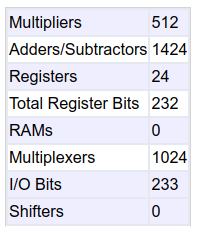 Multipliers 512
Adders/Subtractors 1424
Registers 24
Total Register Bits 232
RAMs 0
Multiplexers 1024
I/O Bits 233
Shifters 0